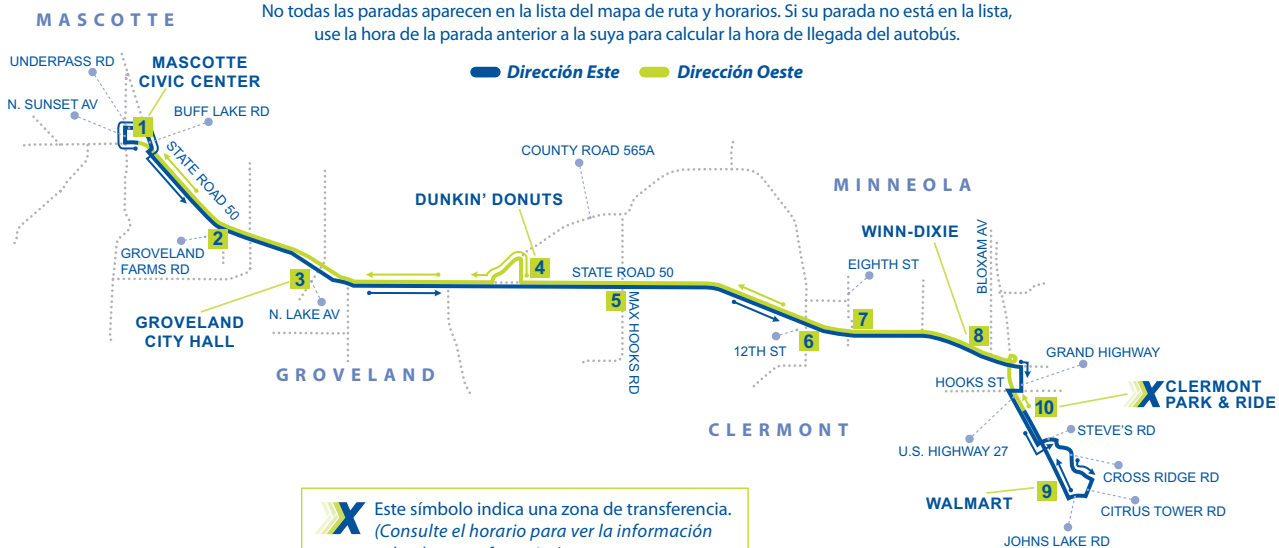 No todas las paradas aparecen en la lista del mapa de ruta y horarios. Si su parada no está en la lista,
use la hora de la parada anterior a la suya para calcular la hora de llegada del autobús.
MASCOTTE
Dirección Este
Dirección Oeste
UNDERPASS RD
MASCOTTE
CIVIC CENTER
N. SUNSET AV
BUFF LAKE RD
1
STATE ROAD 50
COUNTY ROAD 565A
MINNEOLA
DUNKIN' DONUTS
WINN-DIXIE
2
GROVELAND
FARMS RD
3
4
STATE ROAD 50
EIGHTH ST
BLOXAM AV
N. LAKE AV
5
MAX HOOKS RD
GROVELAND
CITY HALL
6
7
8
12TH ST
GRAND HIGHWAY
GROVELAND
HOOKS ST
10
X
CLERMONT
PARK & RIDE
CLERMONT
STEVE'S RD
U.S. HIGHWAY 27
CROSS RIDGE RD
9
WALMART
CITRUS TOWER RD
JOHNS LAKE RD
X
Este símbolo indica una zona de transferencia.
(Consulte el horario para ver la información